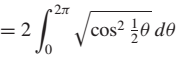 = 2 ∫₀^{2π} √(cos² ½θ) dθ